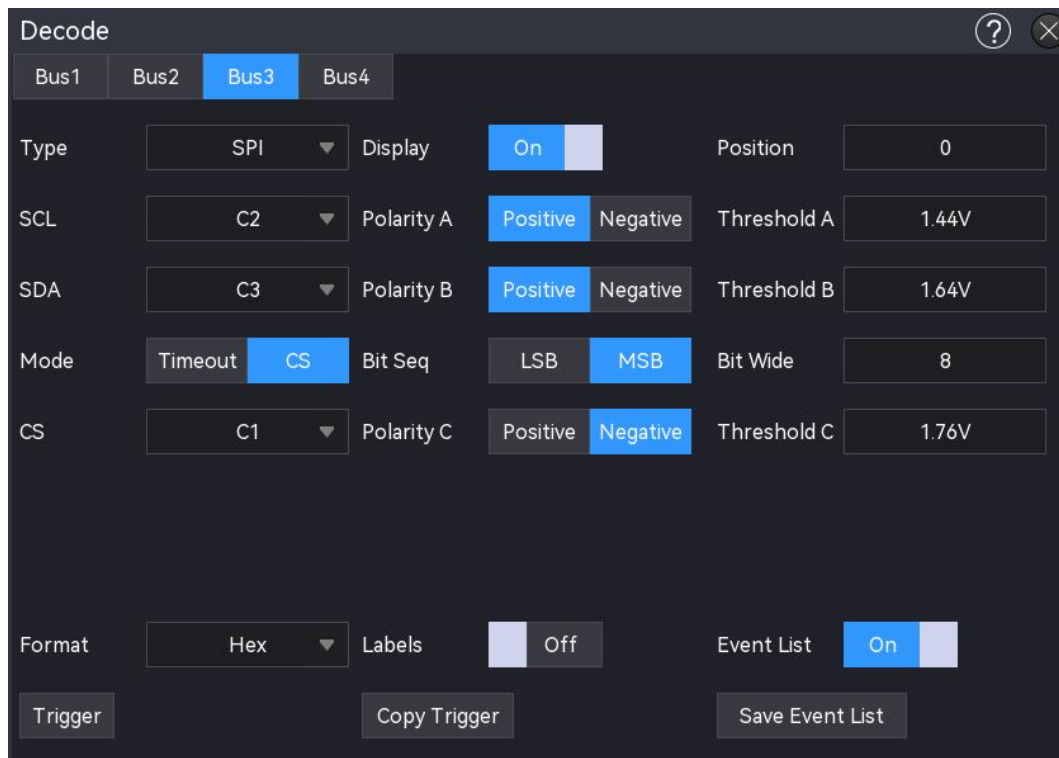 Decode ?
Bus1 Bus2 Bus3 Bus4
Type SPI Display On Position 0
SCL C2 Polarity A Positive Negative Threshold A 1.44V
SDA C3 Polarity B Positive Negative Threshold B 1.64V
Mode Timeout CS Bit Seq LSB MSB Bit Wide 8
CS C1 Polarity C Positive Negative Threshold C 1.76V
Format Hex Labels Off Event List On
Trigger Copy Trigger Save Event List